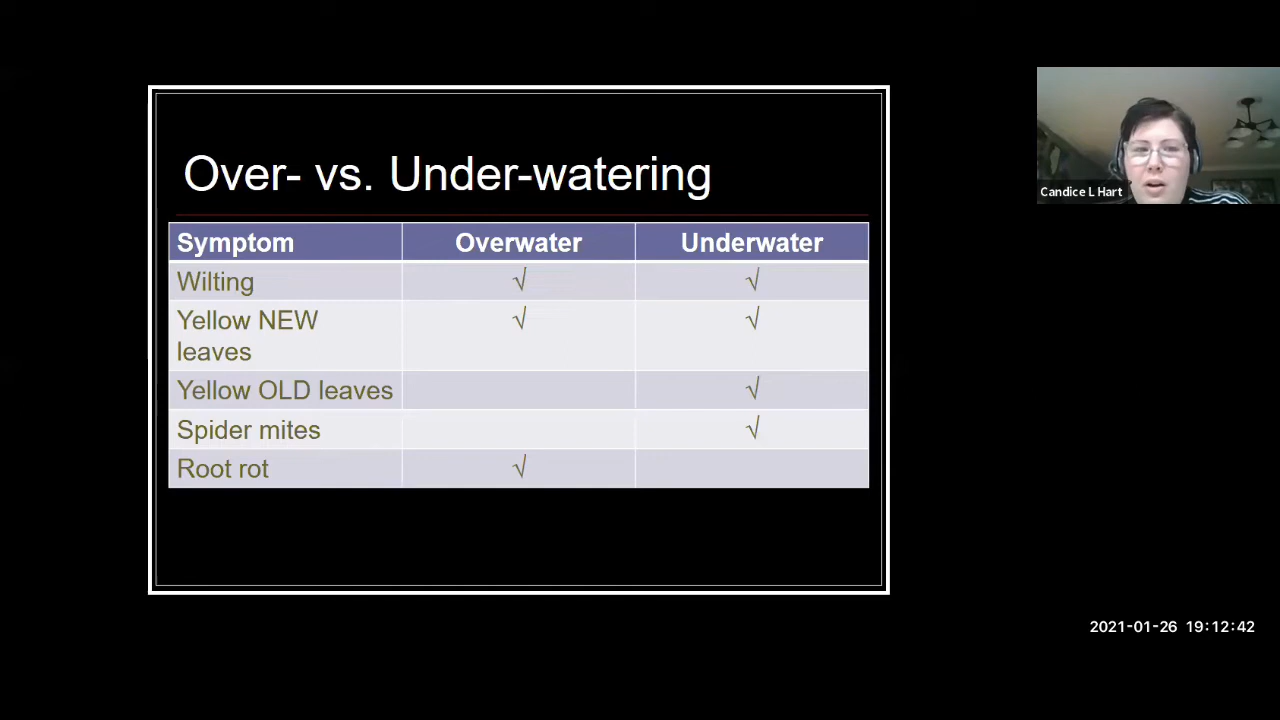 Over- vs. Under-watering
Symptom Overwater Underwater
Wilting √ √
Yellow NEW √ √
leaves
Yellow OLD leaves √
Spider mites √
Root rot √
Candice L Hart
2021-01-26 19:12:42